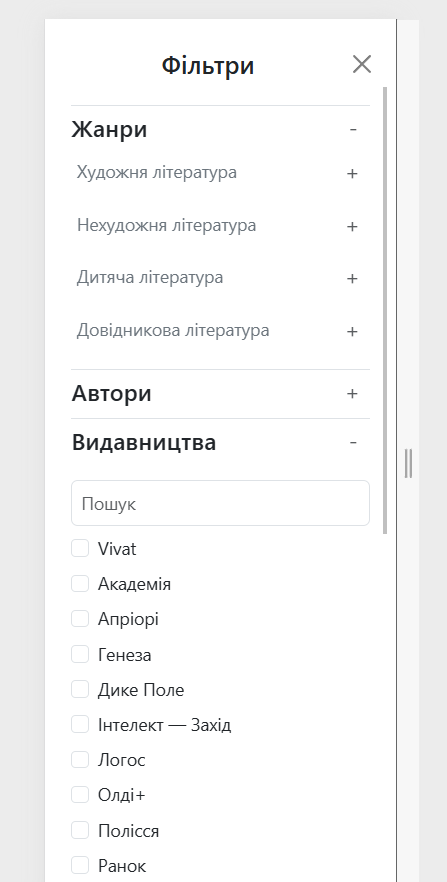 Фільтри
Жанри -
Художня література +
Нехудожня література +
Дитяча література +
Довідникова література +
Автори +
Видавництва -
Пошук
Vivat
Академія
Апріорі
Генеза
Дике Поле
Інтелект — Захід
Логос
Олді+
Полісся
Ранок